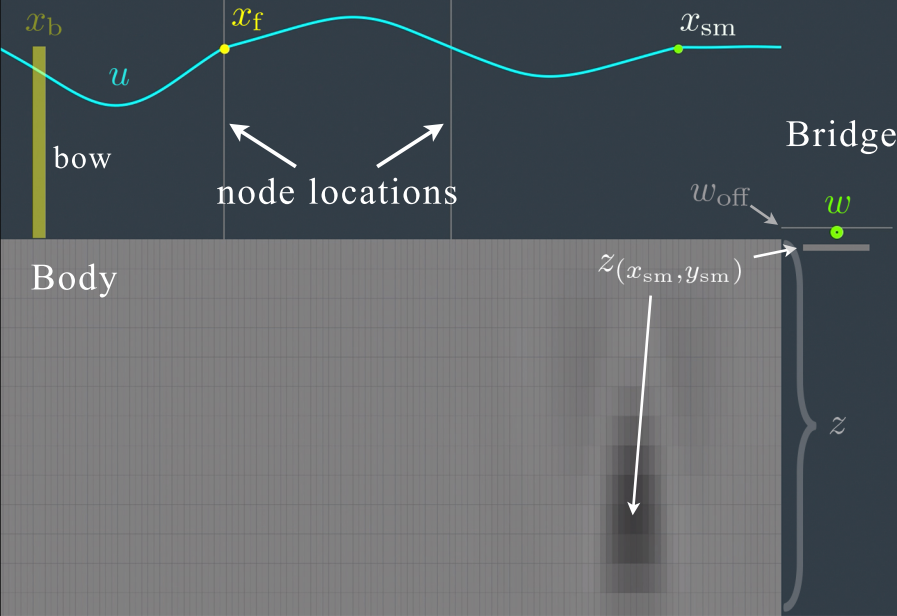 x_b
x_f
x_sm
u
Bridge
bow
node locations
w_off
w
Body
z_(x_sm,y_sm)
z